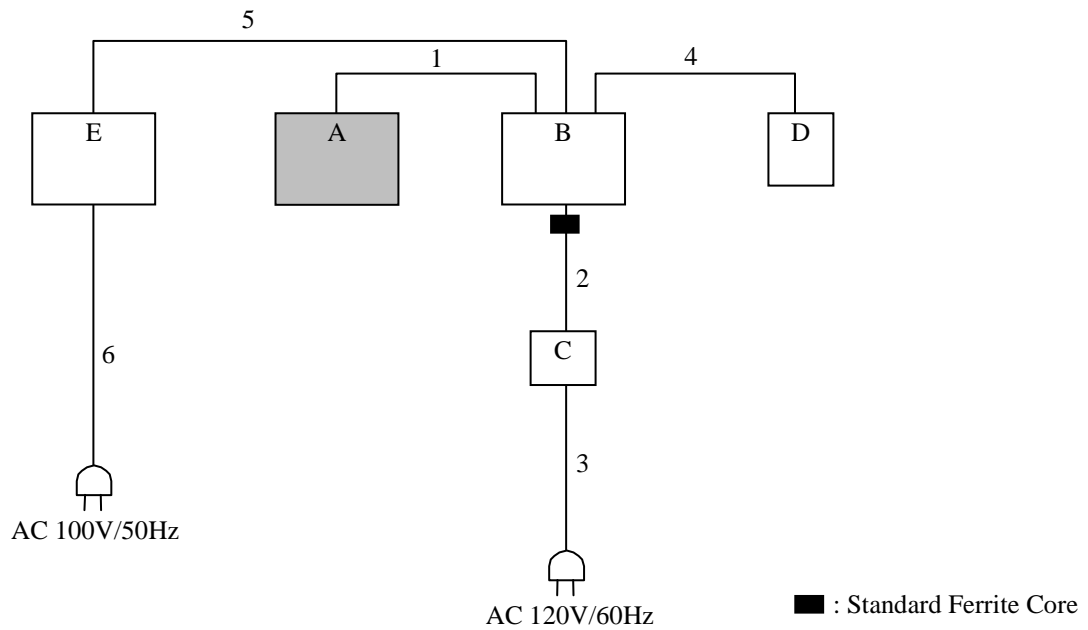 5
1
4
E
A
B
D
2
C
6
3
AC 100V/50Hz
AC 120V/60Hz
: Standard Ferrite Core